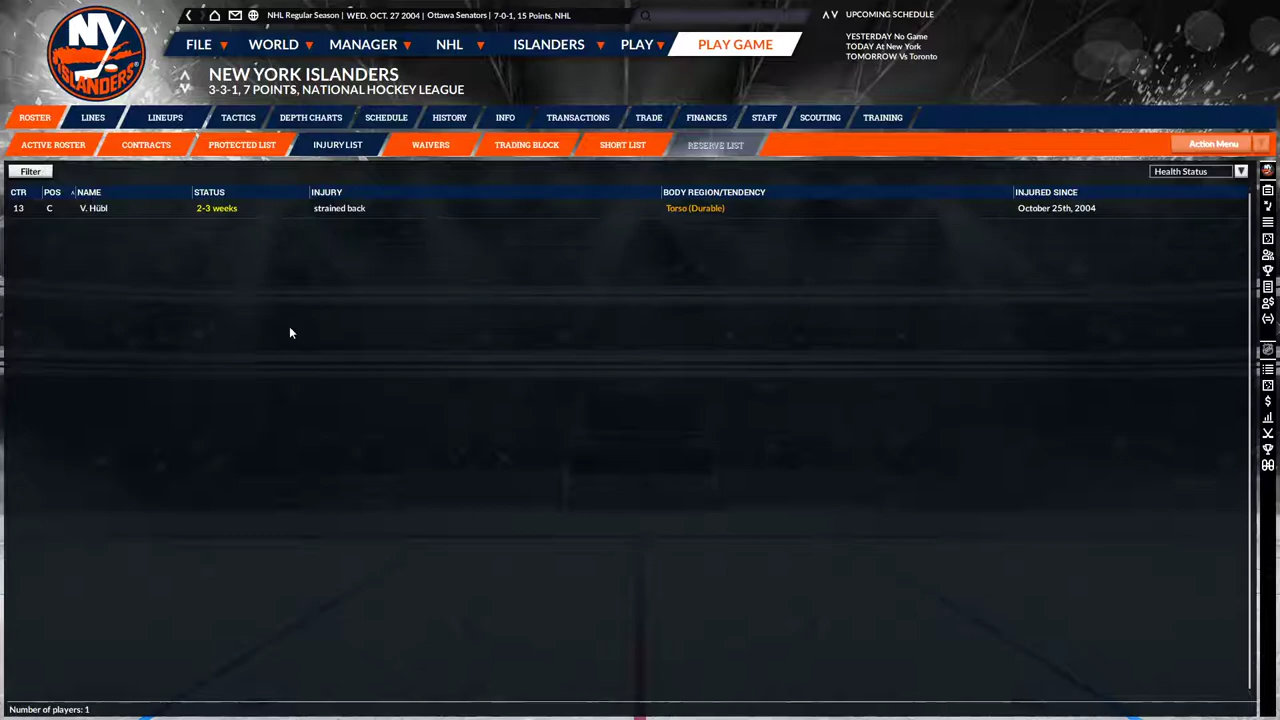 NHL Regular Season | WED. OCT. 27 2004 | Ottawa Senators | 7-0-1, 15 Points, NHL
UPCOMING SCHEDULE
YESTERDAY No Game
TODAY At New York
TOMORROW Vs Toronto
FILE WORLD MANAGER NHL ISLANDERS PLAY PLAY GAME
NY ISLANDERS
NEW YORK ISLANDERS
3-3-1, 7 POINTS, NATIONAL HOCKEY LEAGUE
ROSTER LINES LINEUPS TACTICS DEPTH CHARTS SCHEDULE HISTORY INFO TRANSACTIONS TRADE FINANCES STAFF SCOUTING TRAINING
ACTIVE ROSTER CONTRACTS PROTECTED LIST INJURY LIST WAIVERS TRADING BLOCK SHORT LIST RESERVE LIST Action Menu
Filter Health Status
CTR POS NAME STATUS INJURY BODY REGION/TENDENCY INJURED SINCE
13 C V. Hübl 2-3 weeks strained back Torso (Durable) October 25th, 2004
Number of players: 1